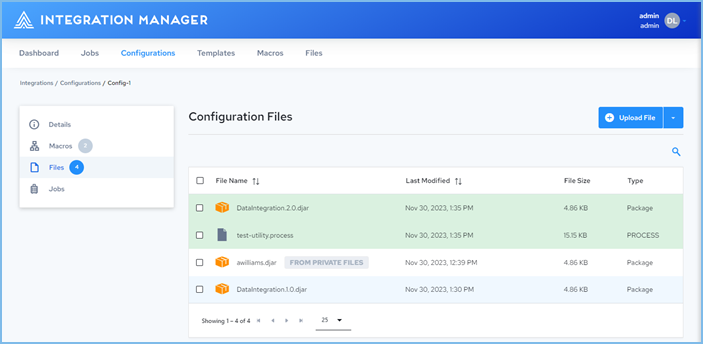 INTEGRATION MANAGER
admin
admin
DL
Dashboard Jobs Configurations Templates Macros Files
Integrations / Configurations / Config-1
Details
Macros 3
Files 4
Jobs
Configuration Files
Upload File
File Name Last Modified File Size Type
DataIntegration.2.0.djar Nov 30, 2023, 1:35 PM 4.86 KB Package
test-utility.process Nov 30, 2023, 1:35 PM 15.15 KB PROCESS
awilliams.djar FROM PRIVATE FILES Nov 30, 2023, 12:39 PM 4.86 KB Package
DataIntegration.1.0.djar Nov 30, 2023, 1:30 PM 4.86 KB Package
Showing 1 – 4 of 4 25